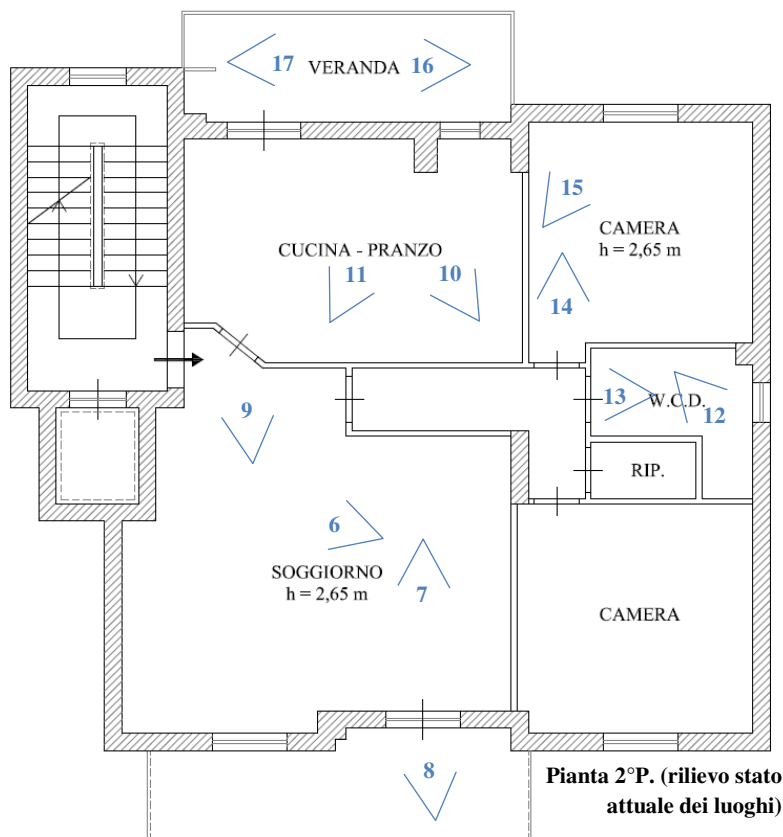 17 VERANDA 16
15
CAMERA
h = 2,65 m
CUCINA - PRANZO
11 10
14
9
13 W.C.D. 12
RIP.
6
SOGGIORNO
h = 2,65 m
7
CAMERA
8
Pianta 2°P. (rilievo stato
attuale dei luoghi)